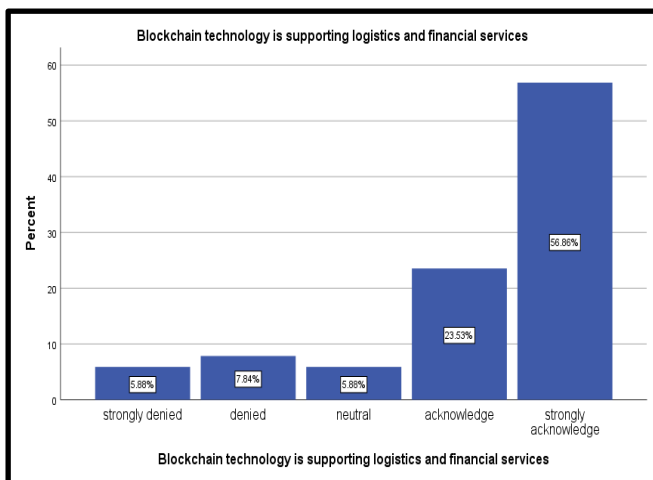 Blockchain technology is supporting logistics and financial services
Percent
60
50
40
30
20
10
0
5.88%
7.84%
5.88%
23.53%
56.86%
strongly denied
denied
neutral
acknowledge
strongly
acknowledge
Blockchain technology is supporting logistics and financial services